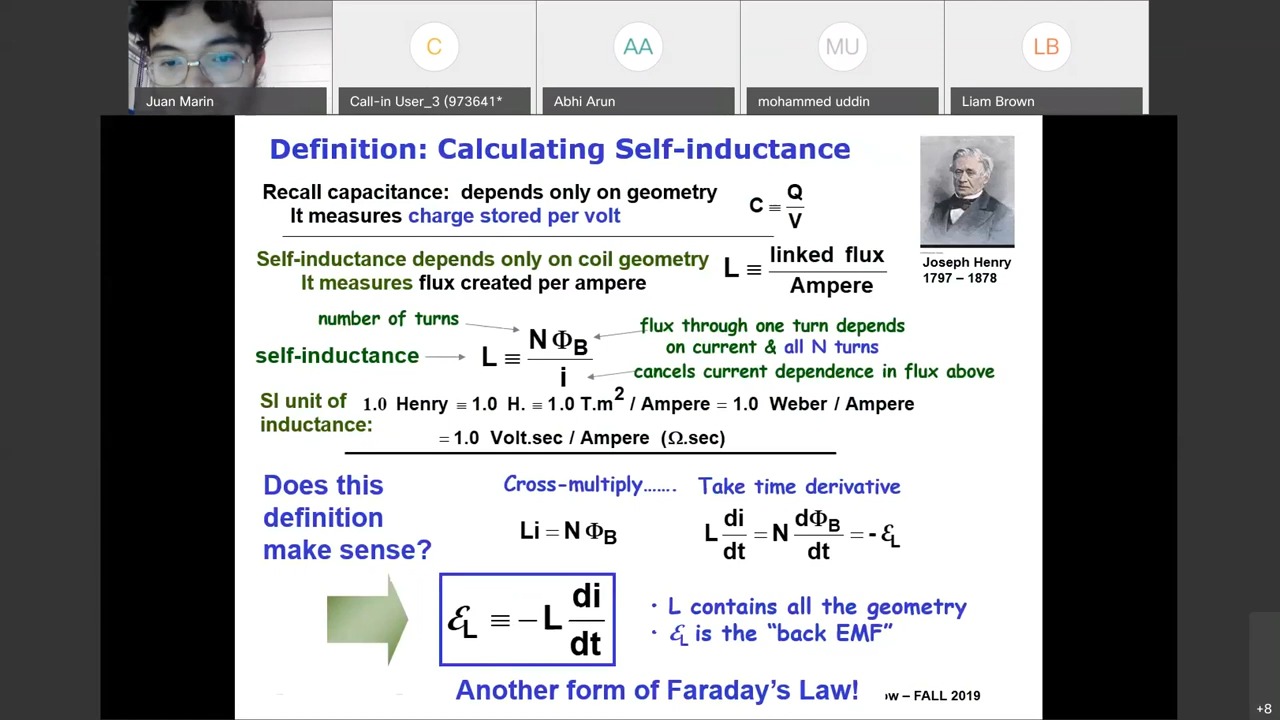 C
AA
MU
LB
Juan Marin
Call-in User_3 (973641*
Abhi Arun
mohammed uddin
Liam Brown
Definition: Calculating Self-inductance
Recall capacitance: depends only on geometry
It measures charge stored per volt
C ≡ Q / V
Self-inductance depends only on coil geometry
It measures flux created per ampere
L ≡ linked flux / Ampere
Joseph Henry
1797 – 1878
number of turns
self-inductance
L ≡ N Φ_B / i
flux through one turn depends
on current & all N turns
cancels current dependence in flux above
SI unit of
inductance:
1.0 Henry ≡ 1.0 H. ≡ 1.0 T.m² / Ampere = 1.0 Weber / Ampere
= 1.0 Volt.sec / Ampere (Ω.sec)
Does this
definition
make sense?
Cross-multiply.......
Li = N Φ_B
Take time derivative
L di/dt = N dΦ_B/dt = - ℰ_L
ℰ_L ≡ − L di/dt
· L contains all the geometry
· ℰ_L is the “back EMF”
Another form of Faraday’s Law!
– FALL 2019
+8